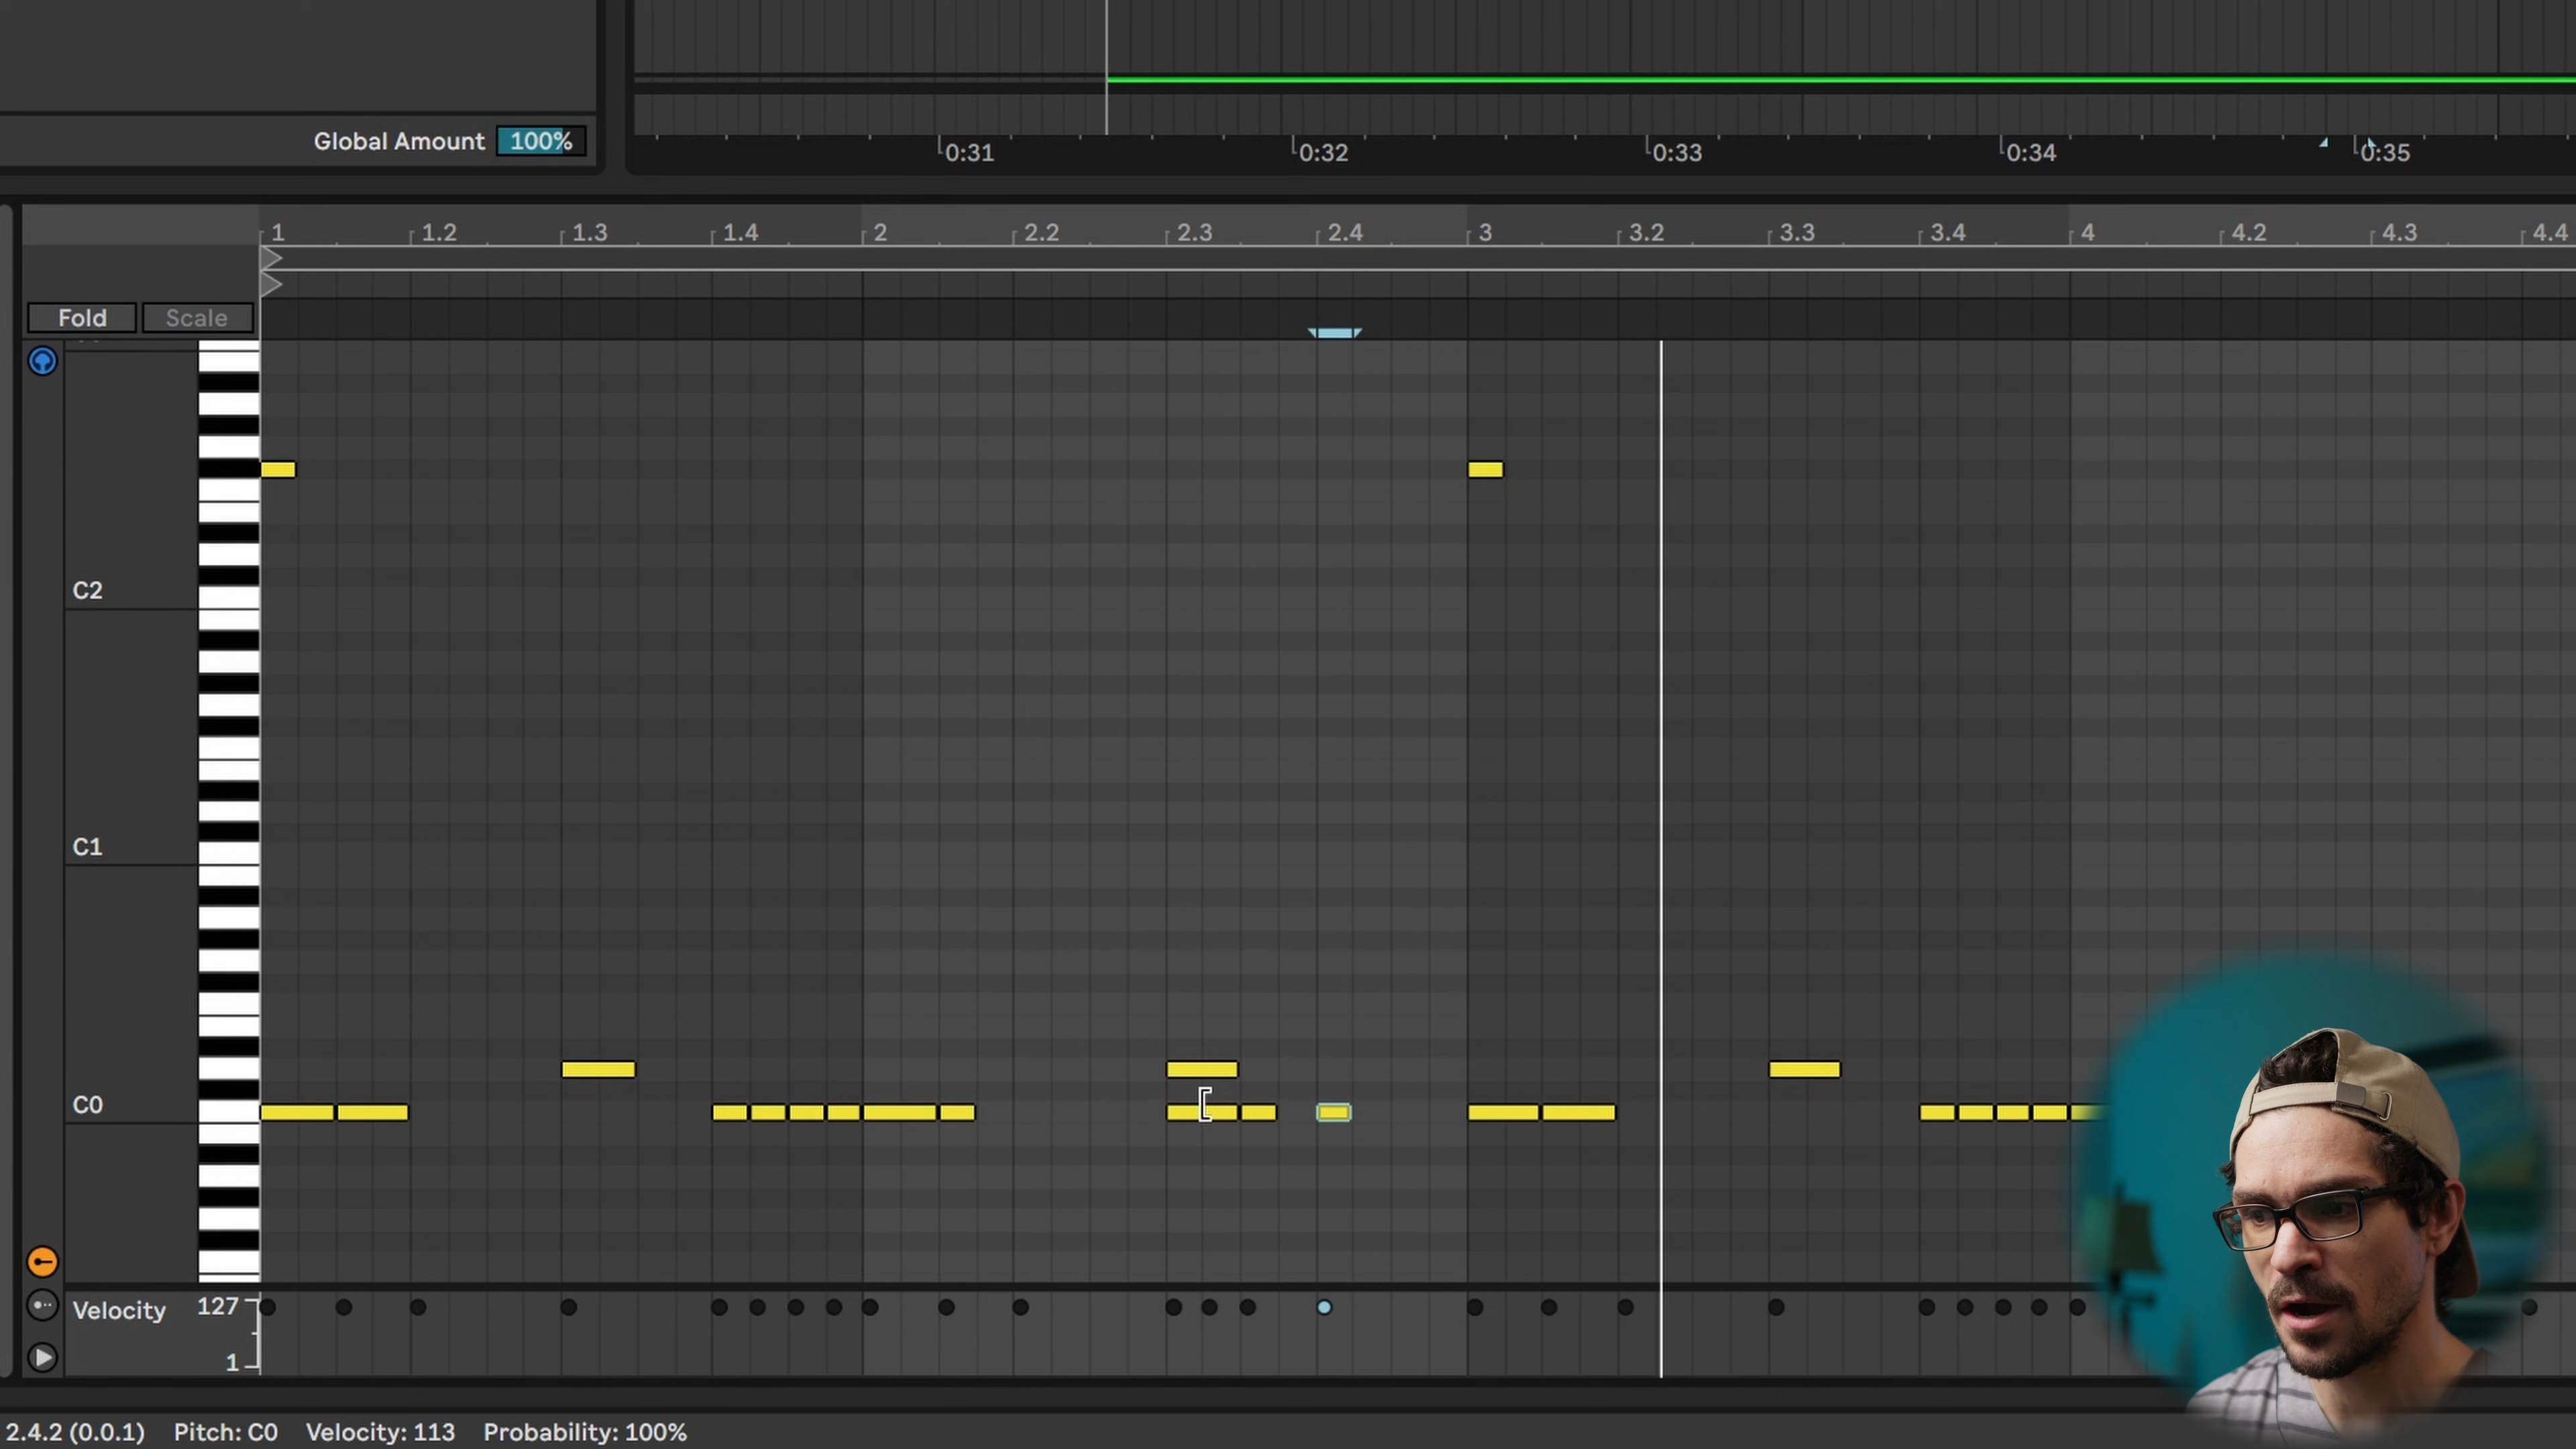 Global Amount 100%
0:31 0:32 0:33 0:34 0:35
1 1.2 1.3 1.4 2 2.2 2.3 2.4 3 3.2 3.3 3.4 4 4.2 4.3 4.4
Fold Scale
C2
C1
C0
Velocity 127
1
2.4.2 (0.0.1) Pitch: C0 Velocity: 113 Probability: 100%